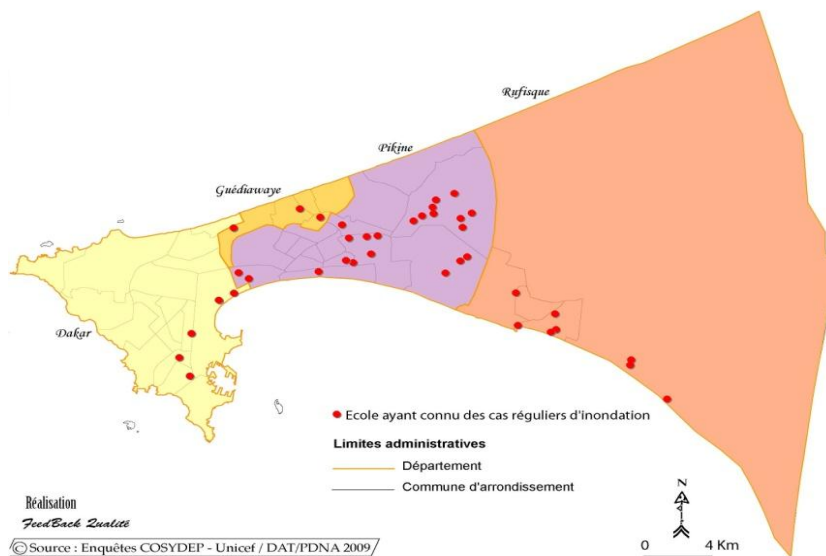 Rufisque
Pikine
Guédiawaye
Dakar
Ecole ayant connu des cas réguliers d'inondation
Limites administratives
Département
Commune d'arrondissement
N
0 4 Km
Réalisation
FeedBack Qualité
© Source : Enquêtes COSYDEP - Unicef / DAT/PDNA 2009